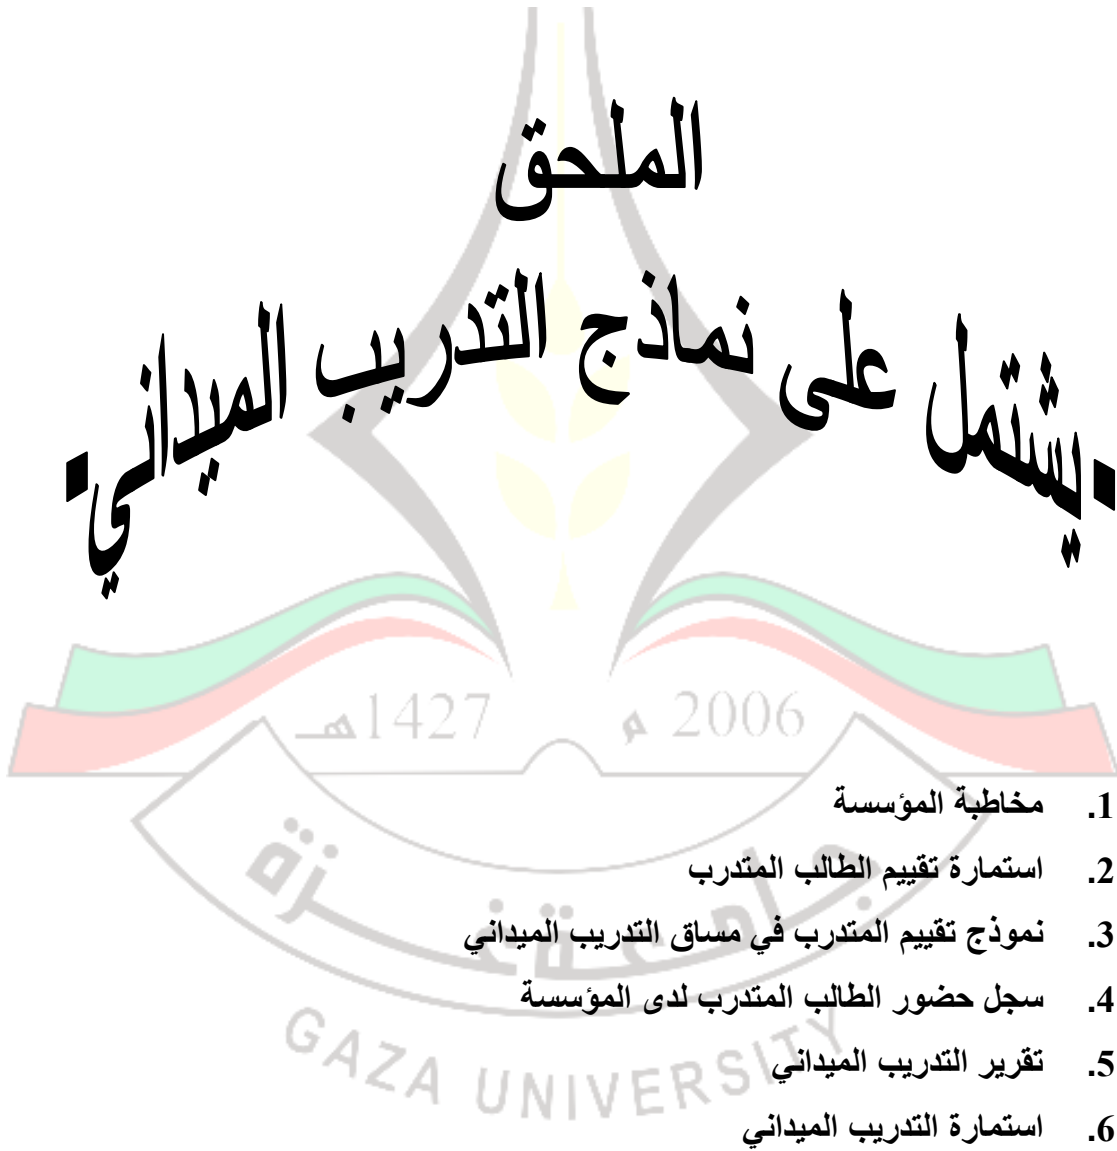 الملحق
-يشتمل على نماذج التدريب الميداني-
1427هـ 2006 م
1. مخاطبة المؤسسة
2. استمارة تقييم الطالب المتدرب
جامعة غزة
3. نموذج تقييم المتدرب في مساق التدريب الميداني
4. سجل حضور الطالب المتدرب لدى المؤسسة
5. تقرير التدريب الميداني
GAZA UNIVERSITY
6. استمارة التدريب الميداني